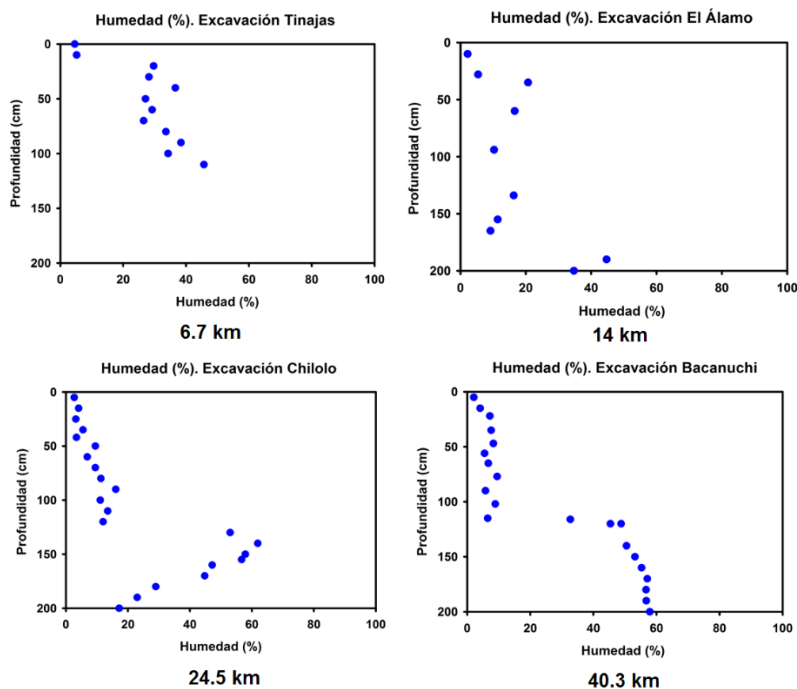 Humedad (%). Excavación Tinajas
0
50
100
150
200
Profundidad (cm)
0 20 40 60 80 100
Humedad (%)
6.7 km
Humedad (%). Excavación El Álamo
0
50
100
150
200
Profundidad (cm)
0 20 40 60 80 100
Humedad (%)
14 km
Humedad (%). Excavación Chilolo
0
50
100
150
200
Profundidad (cm)
0 20 40 60 80 100
Humedad (%)
24.5 km
Humedad (%). Excavación Bacanuchi
0
50
100
150
200
Profundidad (cm)
0 20 40 60 80 100
Humedad (%)
40.3 km